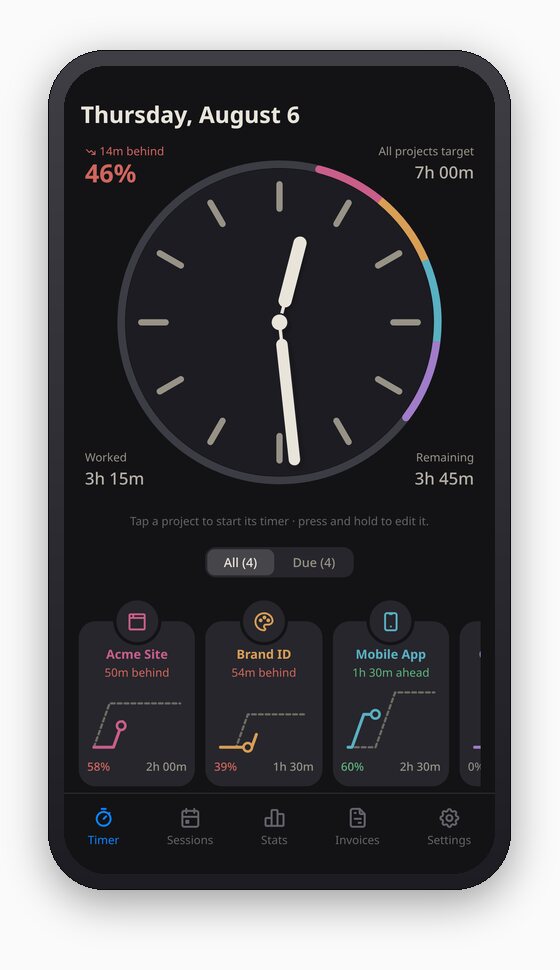 Thursday, August 6
14m behind
46%
All projects target
7h 00m
Worked
3h 15m
Remaining
3h 45m
Tap a project to start its timer · press and hold to edit it.
All (4)
Due (4)
Acme Site
50m behind
58%
2h 00m
Brand ID
54m behind
39%
1h 30m
Mobile App
1h 30m ahead
60%
2h 30m
0%
Timer
Sessions
Stats
Invoices
Settings